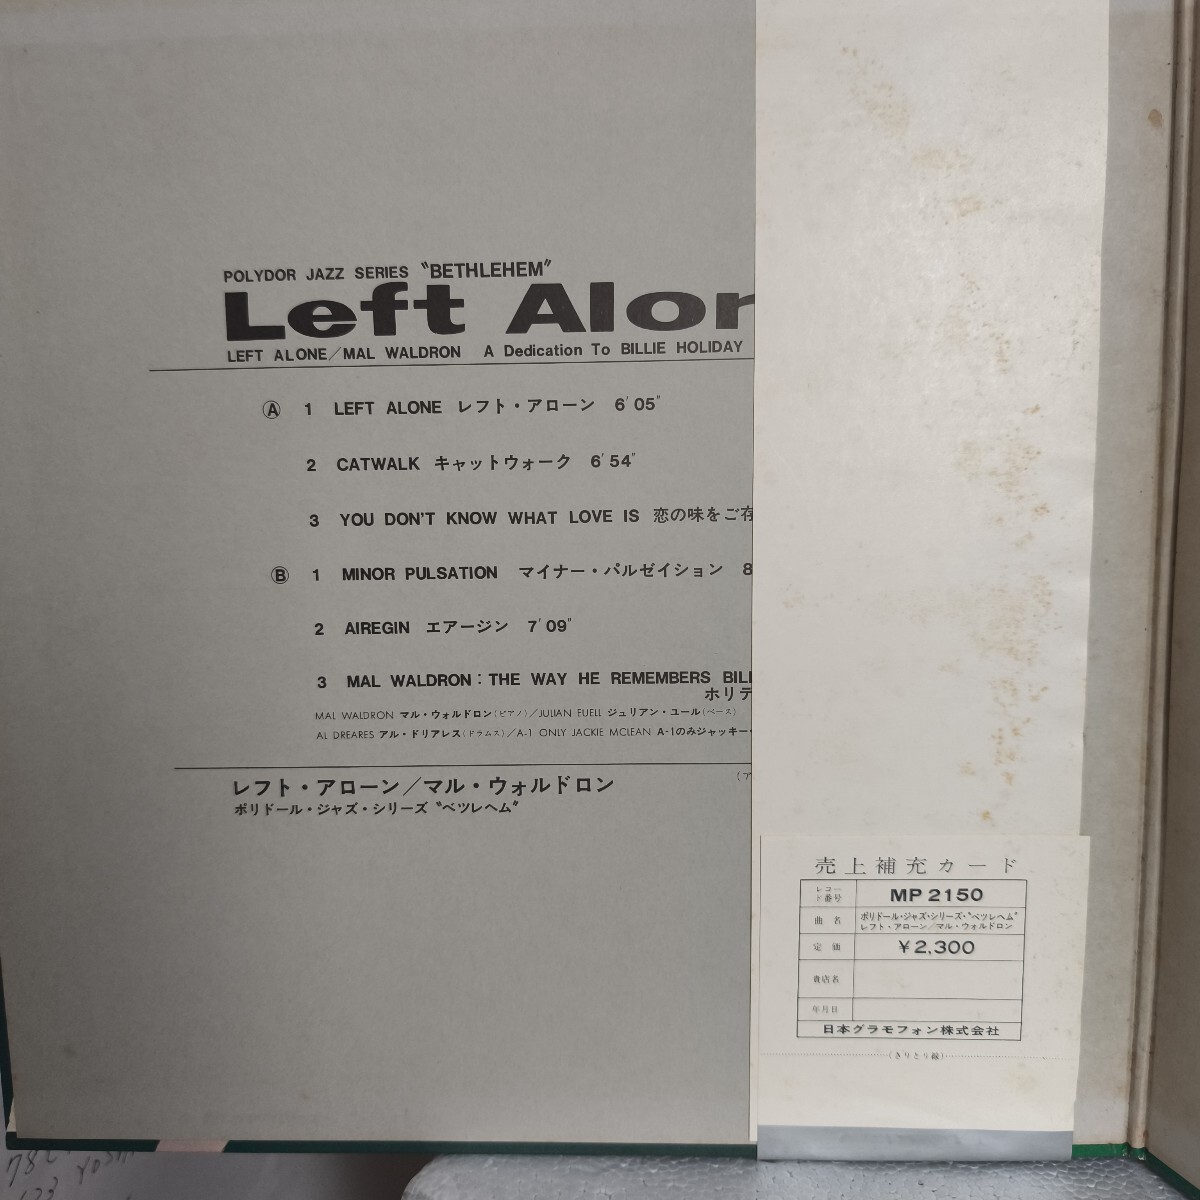 POLYDOR JAZZ SERIES "BETHLEHEM"
Left Alon
LEFT ALONE/MAL WALDRON A Dedication To BILLIE HOLIDAY
Ⓐ 1 LEFT ALONE レフト・アローン 6′05″
2 CATWALK キャットウォーク 6′54″
3 YOU DON'T KNOW WHAT LOVE IS 恋の味をご存
Ⓑ 1 MINOR PULSATION マイナー・パルゼイション 8
2 AIREGIN エアージン 7′09″
3 MAL WALDRON: THE WAY HE REMEMBERS BILL
ホリデ
MAL WALDRON マル・ウォルドロン(ピアノ)/JULIAN EUELL ジュリアン・ユール(ベース)
AL DREARES アル・ドリアレス(ドラムス)/A-1 ONLY JACKIE MCLEAN A-1のみジャッキー・
(ア
レフト・アローン/マル・ウォルドロン
ポリドール・ジャズ・シリーズ "ベツレヘム"
売上補充カード
レコード番号 MP 2150
曲名 ポリドール・ジャズ・シリーズ・"ベツレヘム"
レフト・アローン/マル・ウォルドロン
定価 ¥2,300
貴店名
年月日
日本グラモフォン株式会社
(きりとり線)